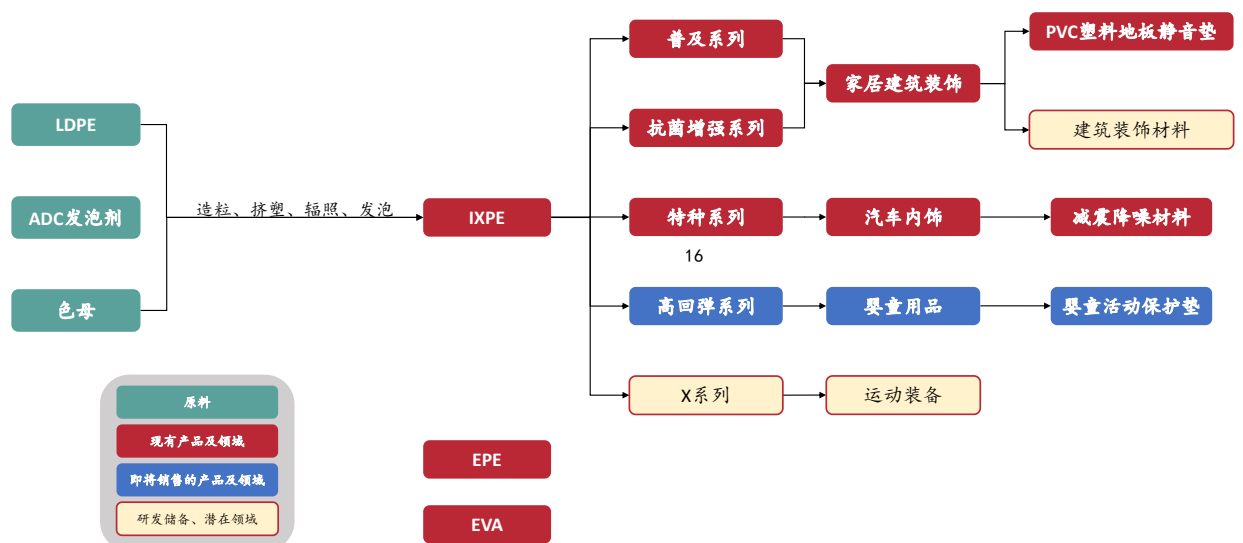 普及系列
PVC塑料地板静音垫
家居建筑装饰
LDPE
抗菌增强系列
建筑装饰材料
造粒、挤塑、辐照、发泡
ADC发泡剂
IXPE
特种系列
汽车内饰
减震降噪材料
16
色母
高回弹系列
婴童用品
婴童活动保护垫
X系列
运动装备
原料
现有产品及领域
即将销售的产品及领域
研发储备、潜在领域
EPE
EVA